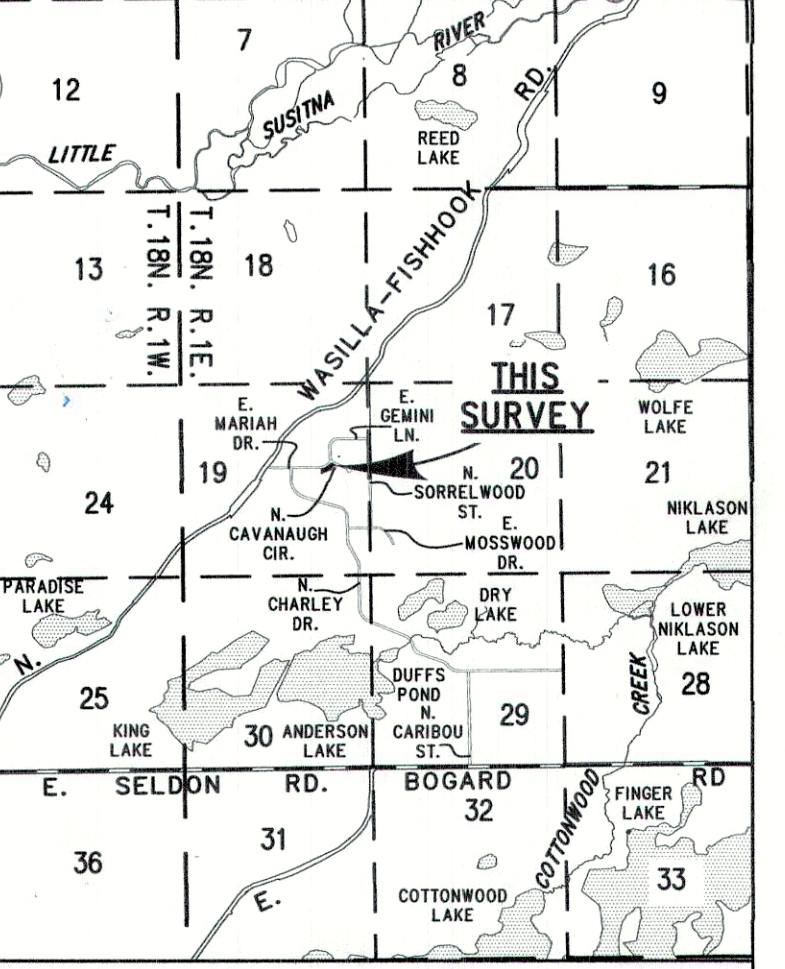 7
RIVER
8
12
SUSITNA
RD.
9
REED
LAKE
LITTLE
T. 18N. R.1W.
T. 18N. R.1E.
13
18
WASILLA-FISHHOOK
16
17
THIS
SURVEY
E.
MARIAH
DR.
E.
GEMINI
LN.
WOLFE
LAKE
19
20
21
N.
SORRELWOOD
ST.
24
N.
CAVANAUGH
CIR.
E.
MOSSWOOD
DR.
NIKLASON
LAKE
PARADISE
LAKE
N.
CHARLEY
DR.
DRY
LAKE
LOWER
NIKLASON
LAKE
N.
25
KING
LAKE
30
ANDERSON
LAKE
DUFFS
POND
N.
CARIBOU
ST.
29
CREEK
28
E. SELDON RD.
BOGARD RD
32
FINGER
LAKE
COTTONWOOD
31
36
33
E.
COTTONWOOD
LAKE